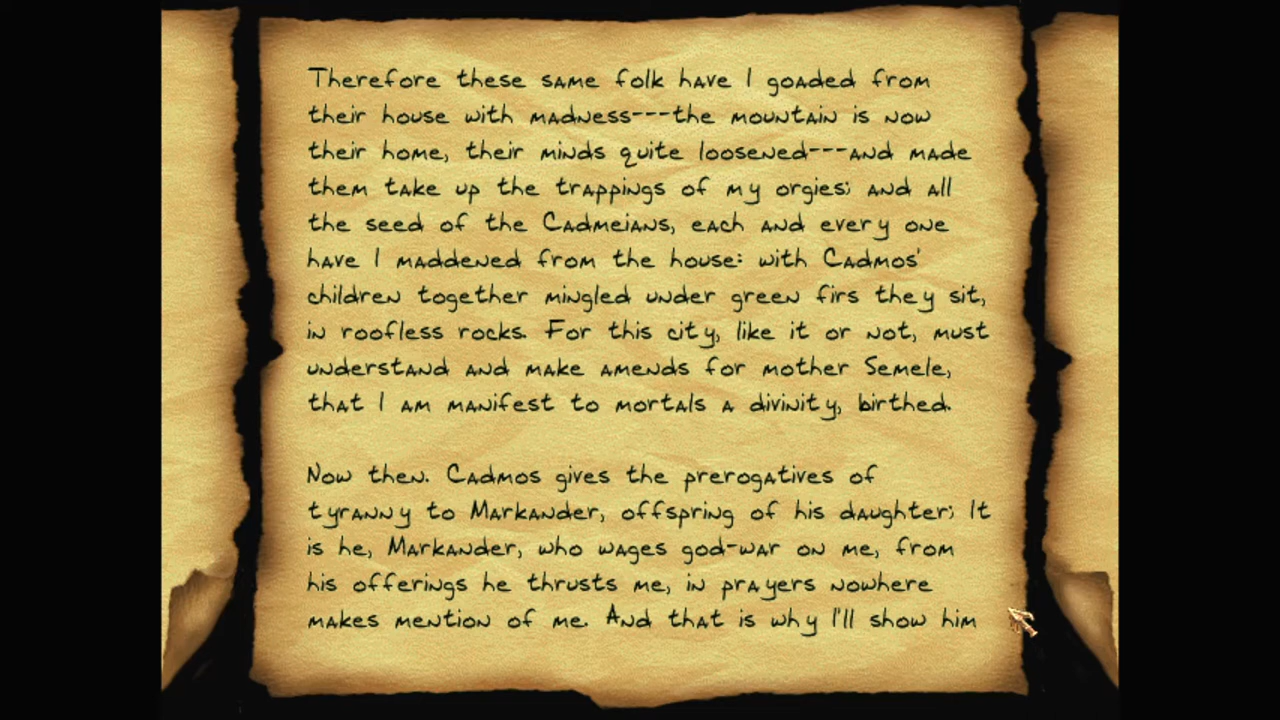 Therefore these same folk have I goaded from
their house with madness---the mountain is now
their home, their minds quite loosened---and made
them take up the trappings of my orgies; and all
the seed of the Cadmeians, each and every one
have I maddened from the house: with Cadmos'
children together mingled under green firs they sit,
in roofless rocks. For this city, like it or not, must
understand and make amends for mother Semele,
that I am manifest to mortals a divinity, birthed.
Now then. Cadmos gives the prerogatives of
tyranny to Markander, offspring of his daughter; It
is he, Markander, who wages god-war on me, from
his offerings he thrusts me, in prayers nowhere
makes mention of me. And that is why I'll show him